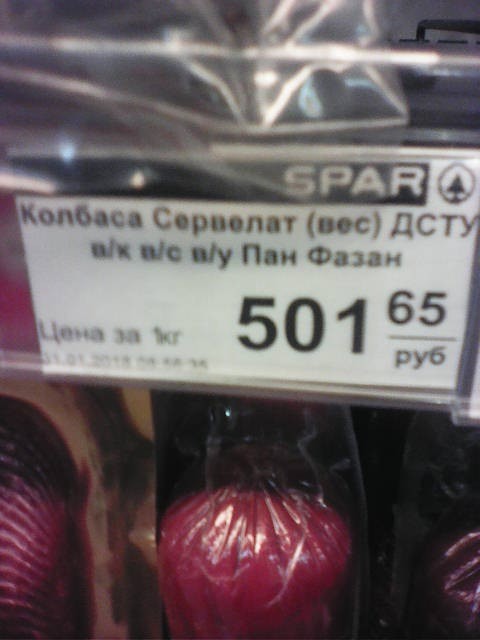 SPAR
Колбаса Сервелат (вес) ДСТУ
в/к в/с в/у Пан Фазан
501 65
руб
Цена за 1кг